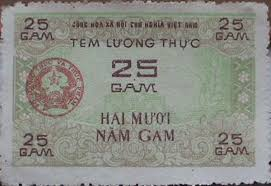 CỘNG HÒA XÃ HỘI CHỦ NGHĨA VIỆT NAM
25 GAM
25 GAM
TEM LƯƠNG THỰC
25
GAM
HAI MƯƠI
NĂM GAM
25 GAM
25 GAM